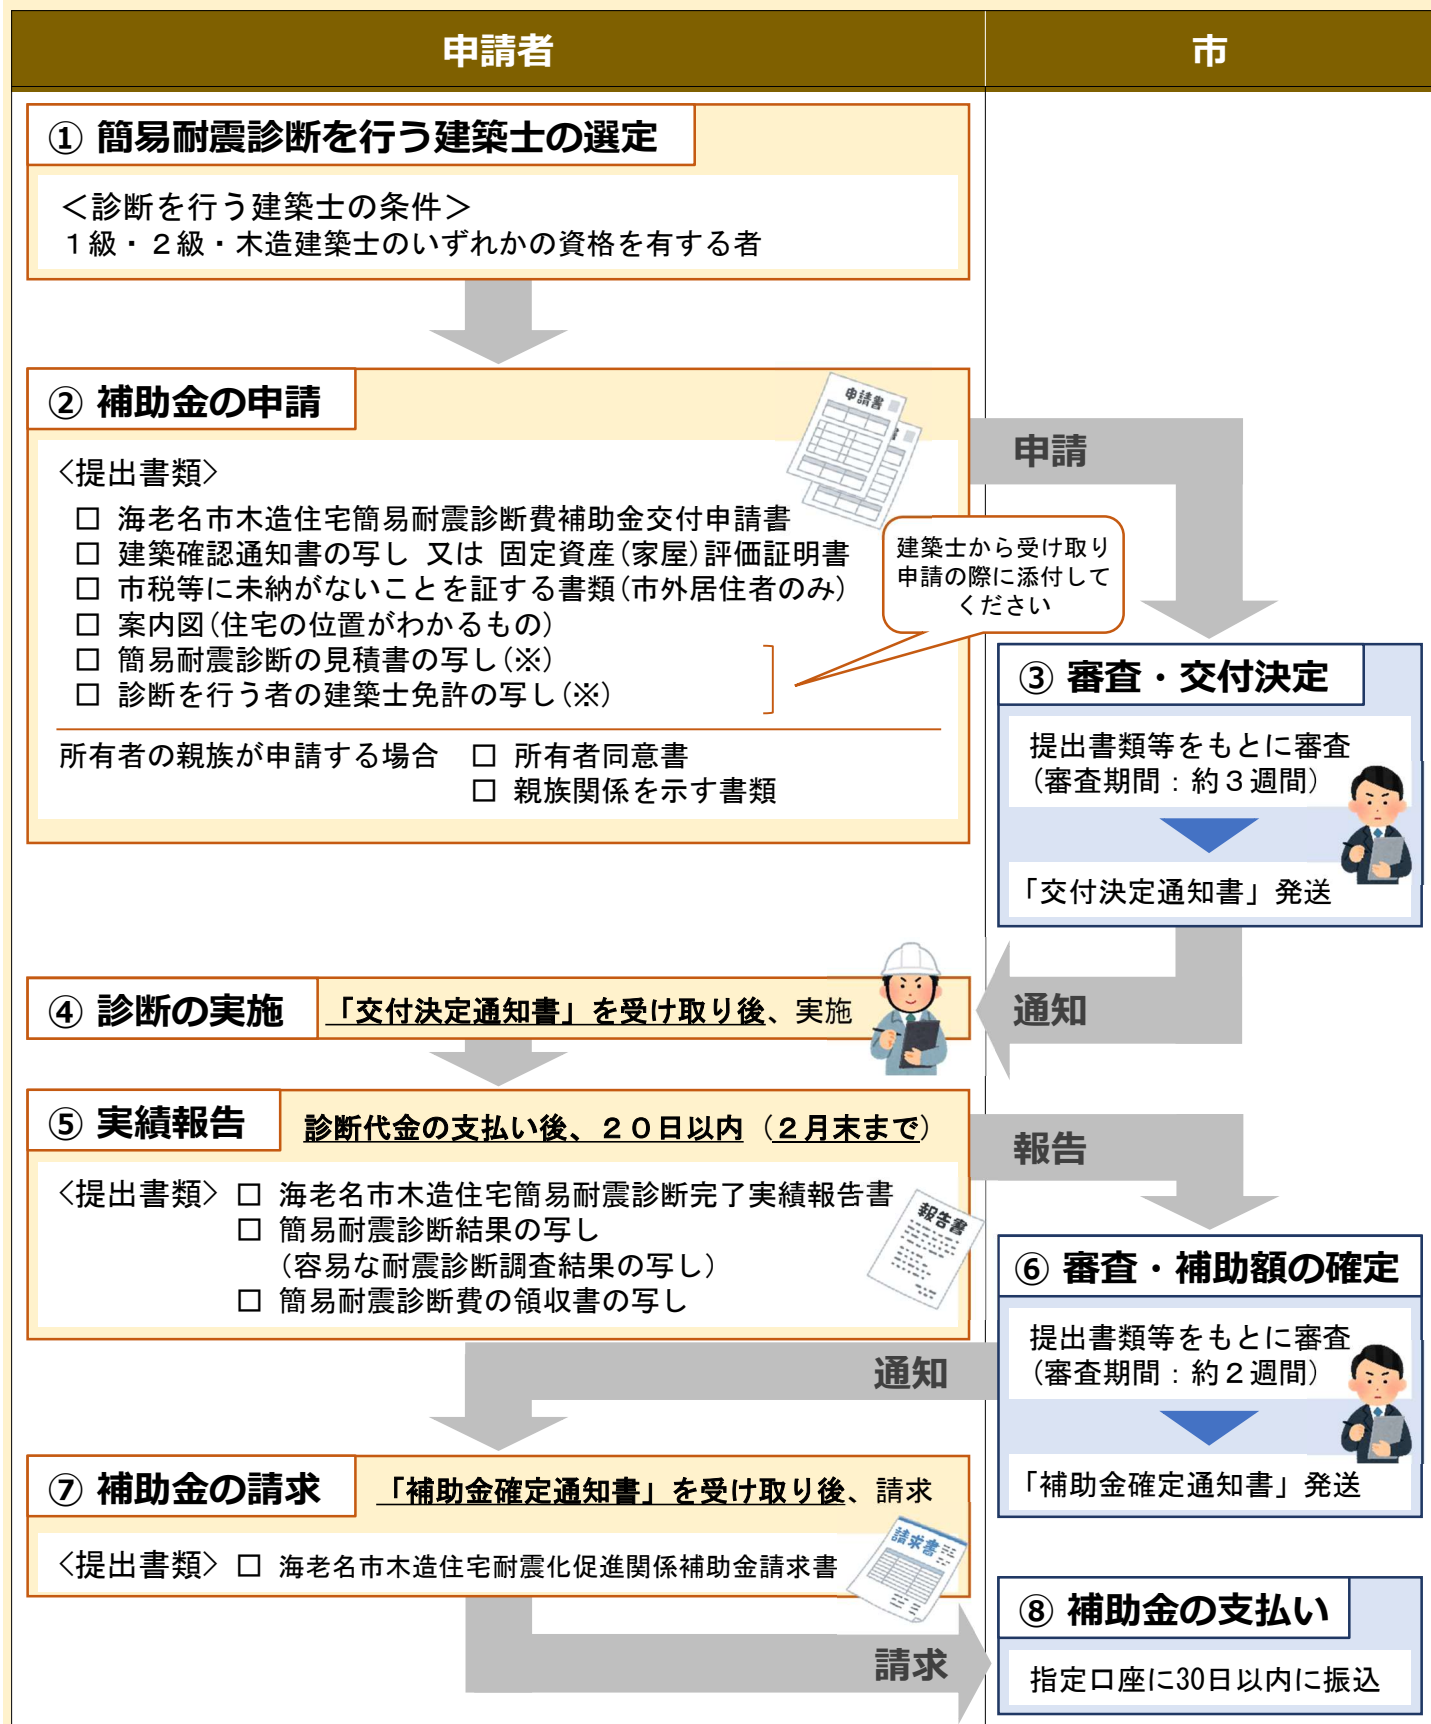 申請者
市
① 簡易耐震診断を行う建築士の選定
＜診断を行う建築士の条件＞
１級・２級・木造建築士のいずれかの資格を有する者
② 補助金の申請
申請書
申請
〈提出書類〉
□ 海老名市木造住宅簡易耐震診断費補助金交付申請書
□ 建築確認通知書の写し 又は 固定資産(家屋)評価証明書
□ 市税等に未納がないことを証する書類(市外居住者のみ)
□ 案内図(住宅の位置がわかるもの)
□ 簡易耐震診断の見積書の写し(※)
□ 診断を行う者の建築士免許の写し(※)
建築士から受け取り
申請の際に添付して
ください
所有者の親族が申請する場合 □ 所有者同意書
□ 親族関係を示す書類
③ 審査・交付決定
提出書類等をもとに審査
(審査期間：約３週間)
「交付決定通知書」発送
通知
④ 診断の実施 「交付決定通知書」を受け取り後、実施
⑤ 実績報告 診断代金の支払い後、２０日以内（２月末まで）
報告
〈提出書類〉 □ 海老名市木造住宅簡易耐震診断完了実績報告書
□ 簡易耐震診断結果の写し
(容易な耐震診断調査結果の写し)
□ 簡易耐震診断費の領収書の写し
報告書
⑥ 審査・補助額の確定
提出書類等をもとに審査
(審査期間：約２週間)
「補助金確定通知書」発送
通知
⑦ 補助金の請求 「補助金確定通知書」を受け取り後、請求
〈提出書類〉 □ 海老名市木造住宅耐震化促進関係補助金請求書
請求書
請求
⑧ 補助金の支払い
指定口座に30日以内に振込